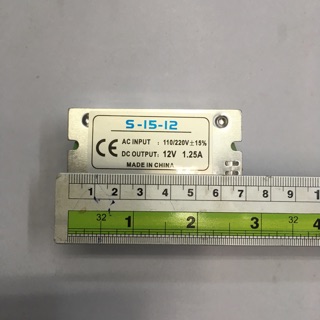 S-15-12
CE AC INPUT : 110/220V±15%
DC OUTPUT: 12V 1.25A
MADE IN CHINA
1 2 3 4 5 6 7 8 9 10
32 1 2 3 32